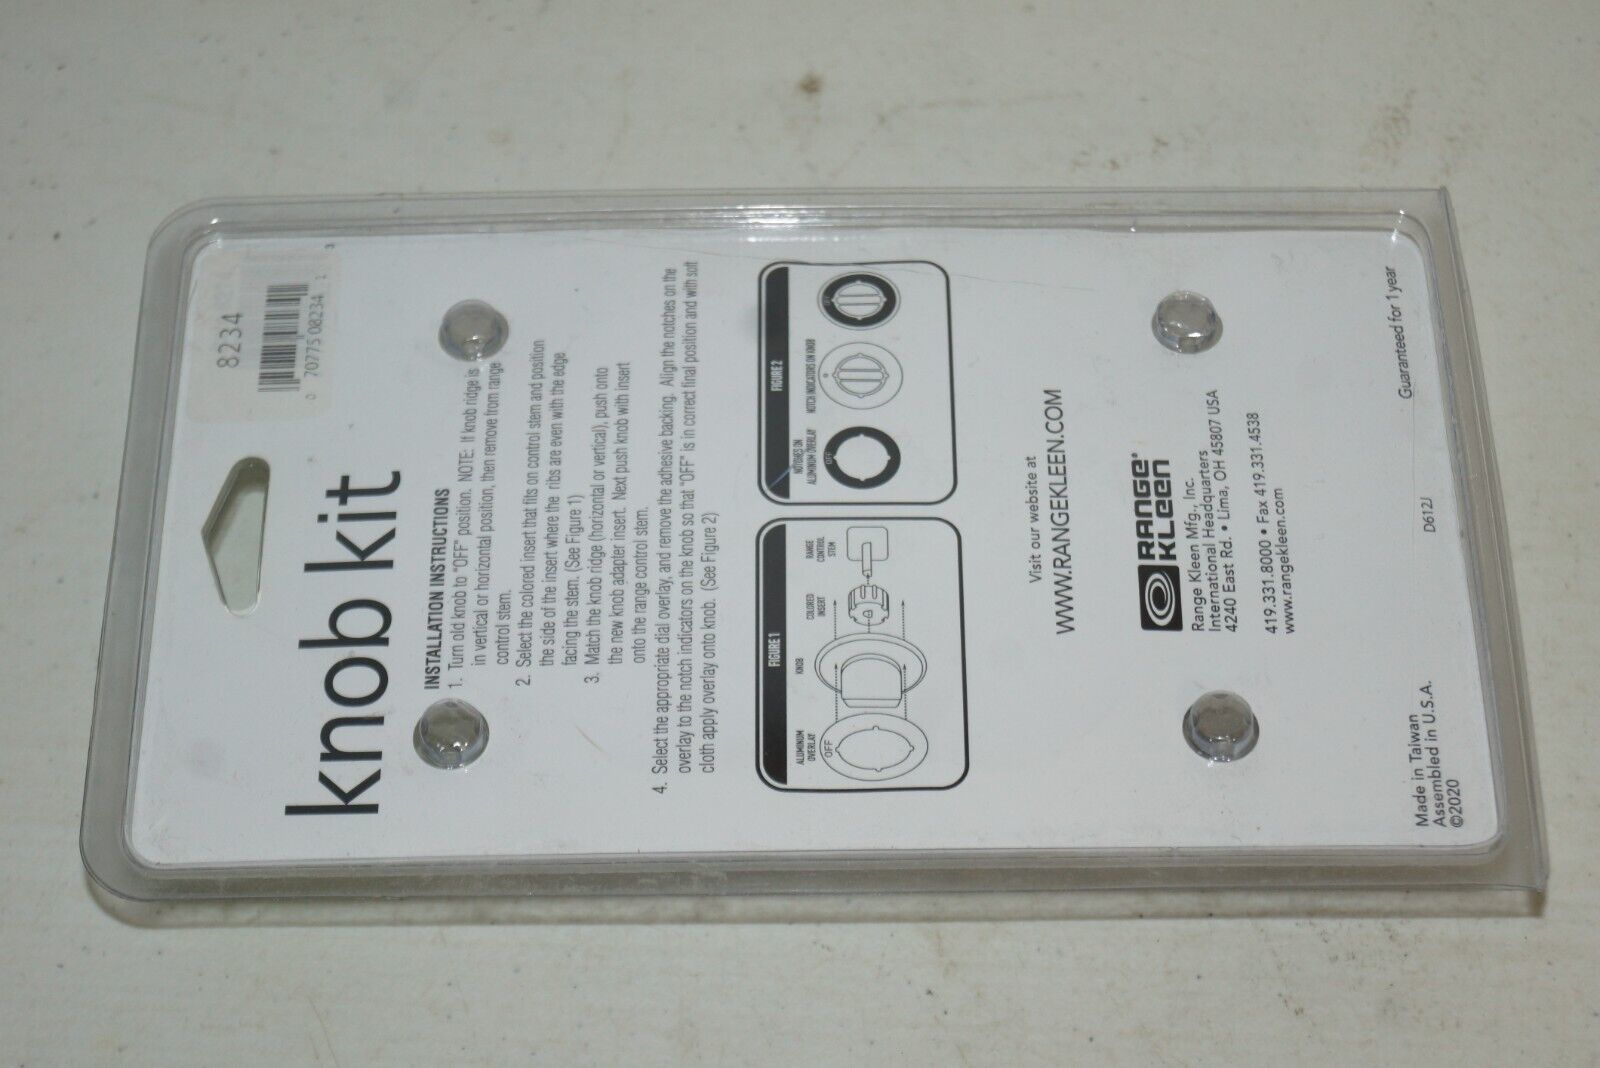 8234
0 70775 08234 1
3
knob kit
INSTALLATION INSTRUCTIONS
1. Turn old knob to "OFF" position. NOTE: If knob ridge is
in vertical or horizontal position, then remove from range
control stem.
2. Select the colored insert that fits on control stem and position
the side of the insert where the ribs are even with the edge
facing the stem. (See Figure 1)
3. Match the knob ridge (horizontal or vertical), push onto
the new knob adapter insert. Next push knob with insert
onto the range control stem.
4. Select the appropriate dial overlay, and remove the adhesive backing. Align the notches on the
overlay to the notch indicators on the knob so that "OFF" is in correct final position and with soft
cloth apply overlay onto knob. (See Figure 2)
FIGURE 1
ALUMINUM
OVERLAY
KNOB
COLORED
INSERT
RANGE
CONTROL
STEM
OFF
FIGURE 2
NOTCHES ON
ALUMINUM OVERLAY
NOTCH INDICATORS ON KNOB
OFF
OFF
Visit our website at
WWW.RANGEKLEEN.COM
RANGE®
KLEEN
Range Kleen Mfg., Inc.
International Headquarters
4240 East Rd. • Lima, OH 45807 USA
419.331.8000 • Fax 419.331.4538
www.rangekleen.com
Made in Taiwan
Assembled in U.S.A.
©2020
D612J
Guaranteed for 1 year